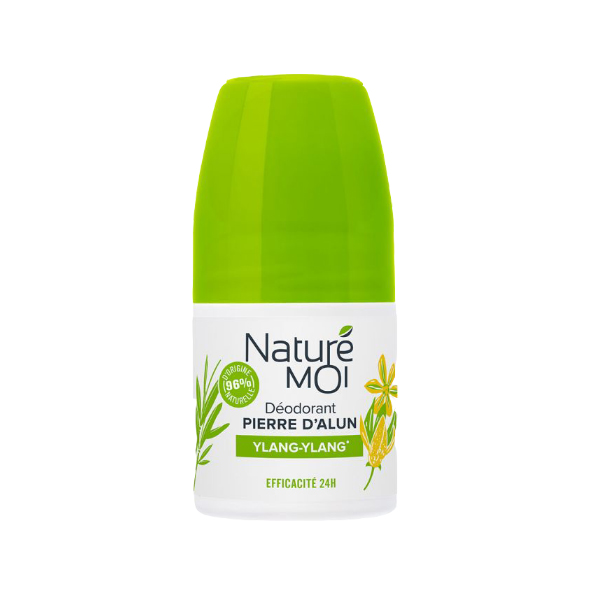 Naturé
MOI
D'ORIGINE
96%
NATURELLE
Déodorant
PIERRE D'ALUN
YLANG-YLANG*
EFFICACITÉ 24H